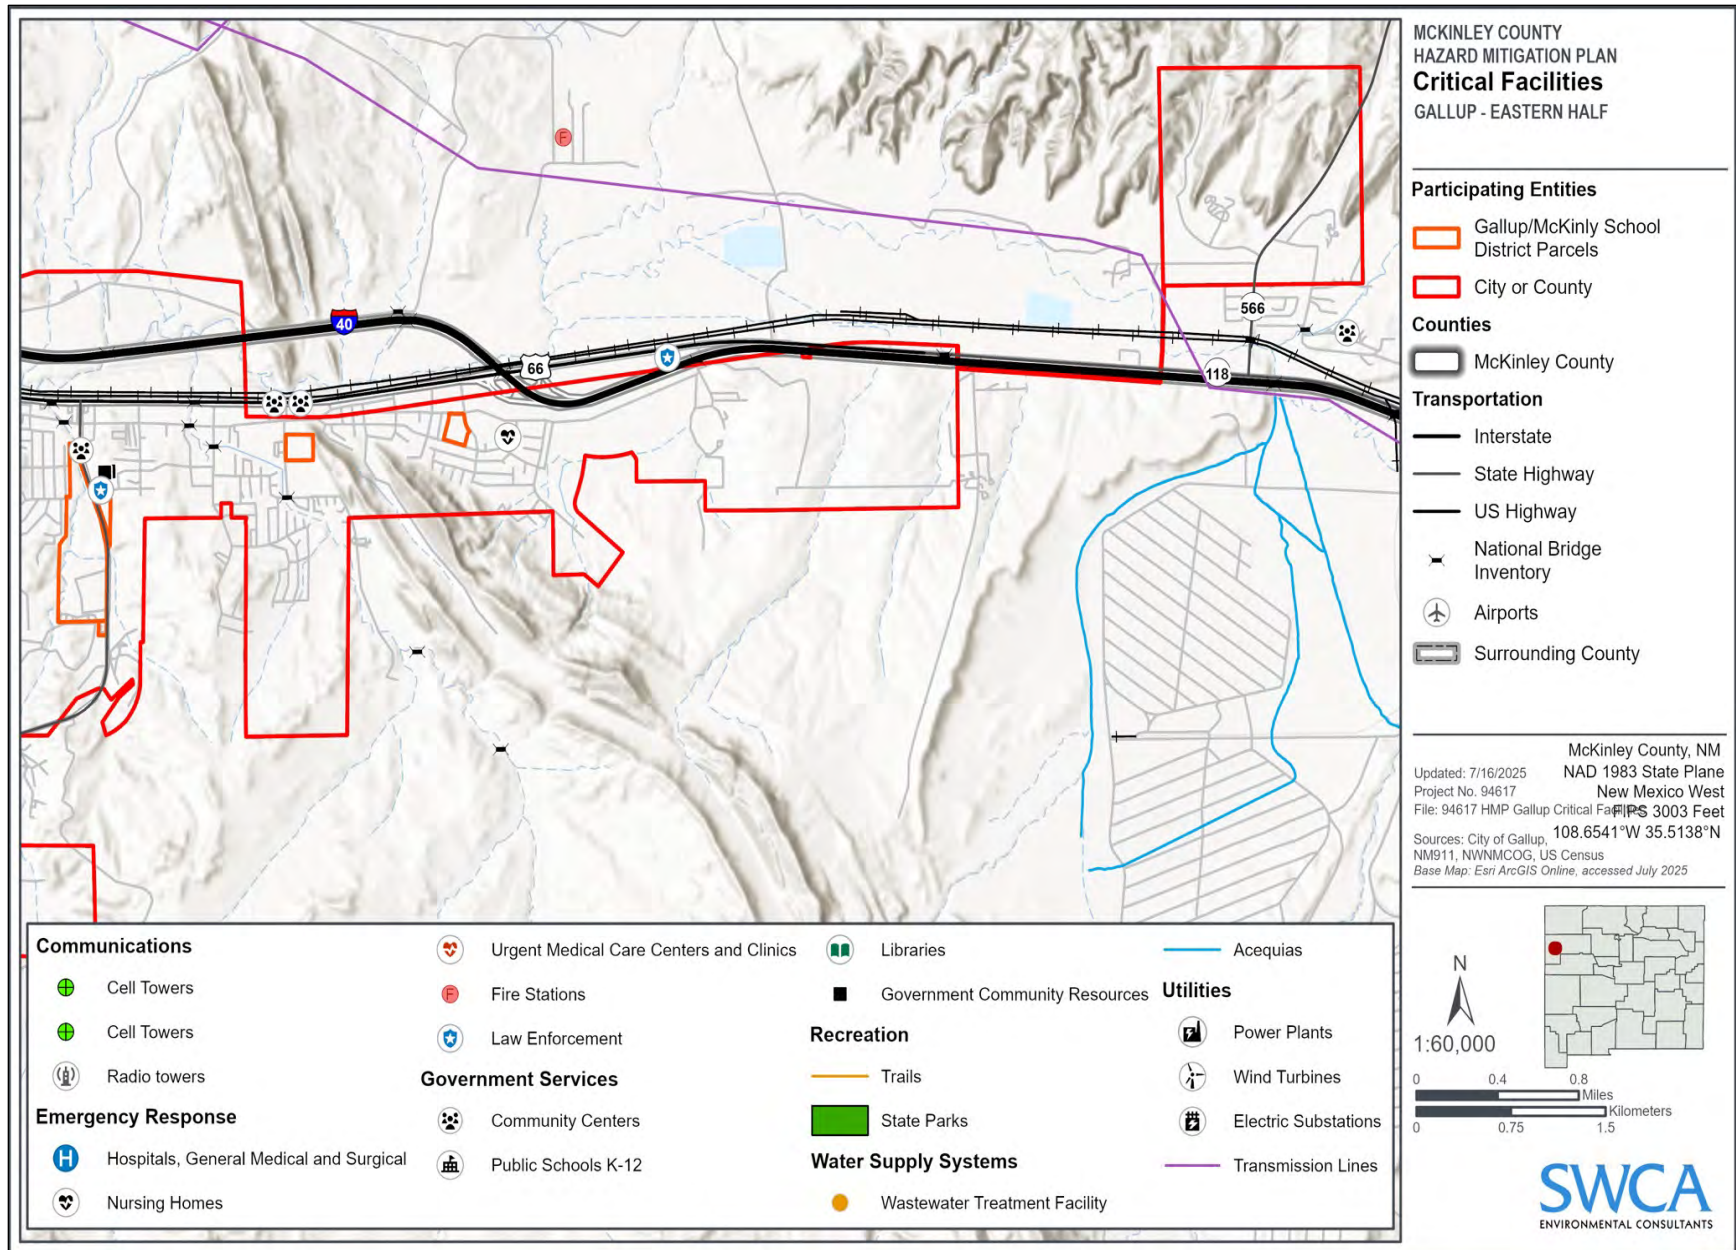 MCKINLEY COUNTY
HAZARD MITIGATION PLAN
Critical Facilities
GALLUP - EASTERN HALF
Participating Entities
Gallup/McKinly School
District Parcels
City or County
Counties
McKinley County
Transportation
Interstate
State Highway
US Highway
National Bridge
Inventory
Airports
Surrounding County
McKinley County, NM
NAD 1983 State Plane
New Mexico West
FIPS 3003 Feet
108.6541°W 35.5138°N
Updated: 7/16/2025
Project No. 94617
File: 94617 HMP Gallup Critical
Sources: City of Gallup,
NM911, NWNMCOG, US Census
Base Map: Esri ArcGIS Online, accessed July 2025
N
1:60,000
0 0.4 0.8
Miles
Kilometers
0 0.75 1.5
SWCA
ENVIRONMENTAL CONSULTANTS
F
40
66
566
118
Communications
Cell Towers
Cell Towers
Radio towers
Emergency Response
H Hospitals, General Medical and Surgical
Nursing Homes
Urgent Medical Care Centers and Clinics
F Fire Stations
Law Enforcement
Government Services
Community Centers
Public Schools K-12
Libraries
Government Community Resources
Recreation
Trails
State Parks
Water Supply Systems
Wastewater Treatment Facility
Acequias
Utilities
Power Plants
Wind Turbines
Electric Substations
Transmission Lines